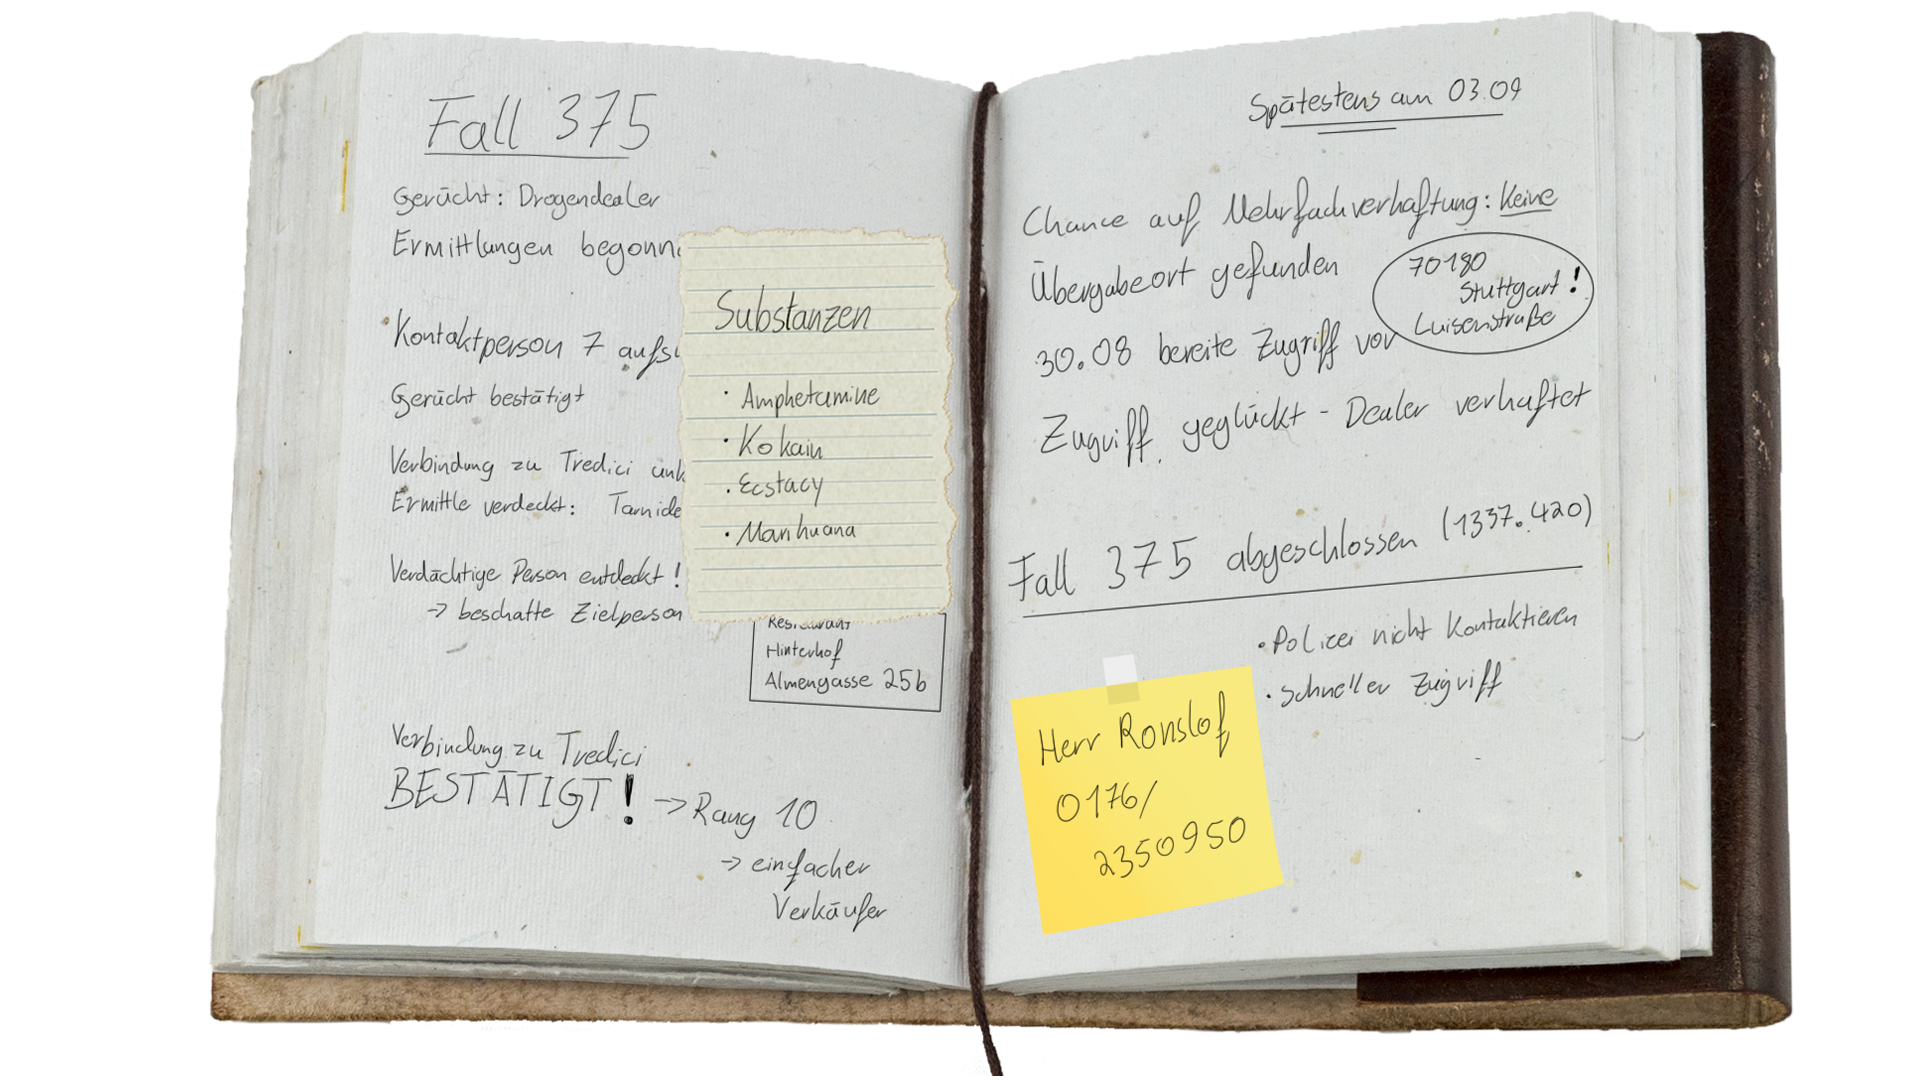 Fall 375
Gerücht: Drogendealer
Ermittlungen begonn
Kontaktperson 7 aufs
Gerücht bestätigt
Verbindung zu Tredici unk
Ermittle verdeckt: Tarnide
Verdächtige Person entdeckt!
-> beschatte Zielperson
Substanzen
· Amphetamine
· Kokain
· Ecstacy
· Marihuana
Restaurant
Hinterhof
Almengasse 25b
Verbindung zu Tredici
BESTÄTIGT! -> Rang 10
-> einfacher
Verkäufer
Spätestens am 03.09
Chance auf Mehrfachverhaftung: Keine
Übergabeort gefunden
70180
Stuttgart!
Luisenstraße
30.08 bereite Zugriff vor
Zugriff geglückt - Dealer verhaftet
Fall 375 abgeschlossen (1337.420)
· Polizei nicht kontaktieren
· schneller Zugriff
Herr Ronslof
0176/
2350950